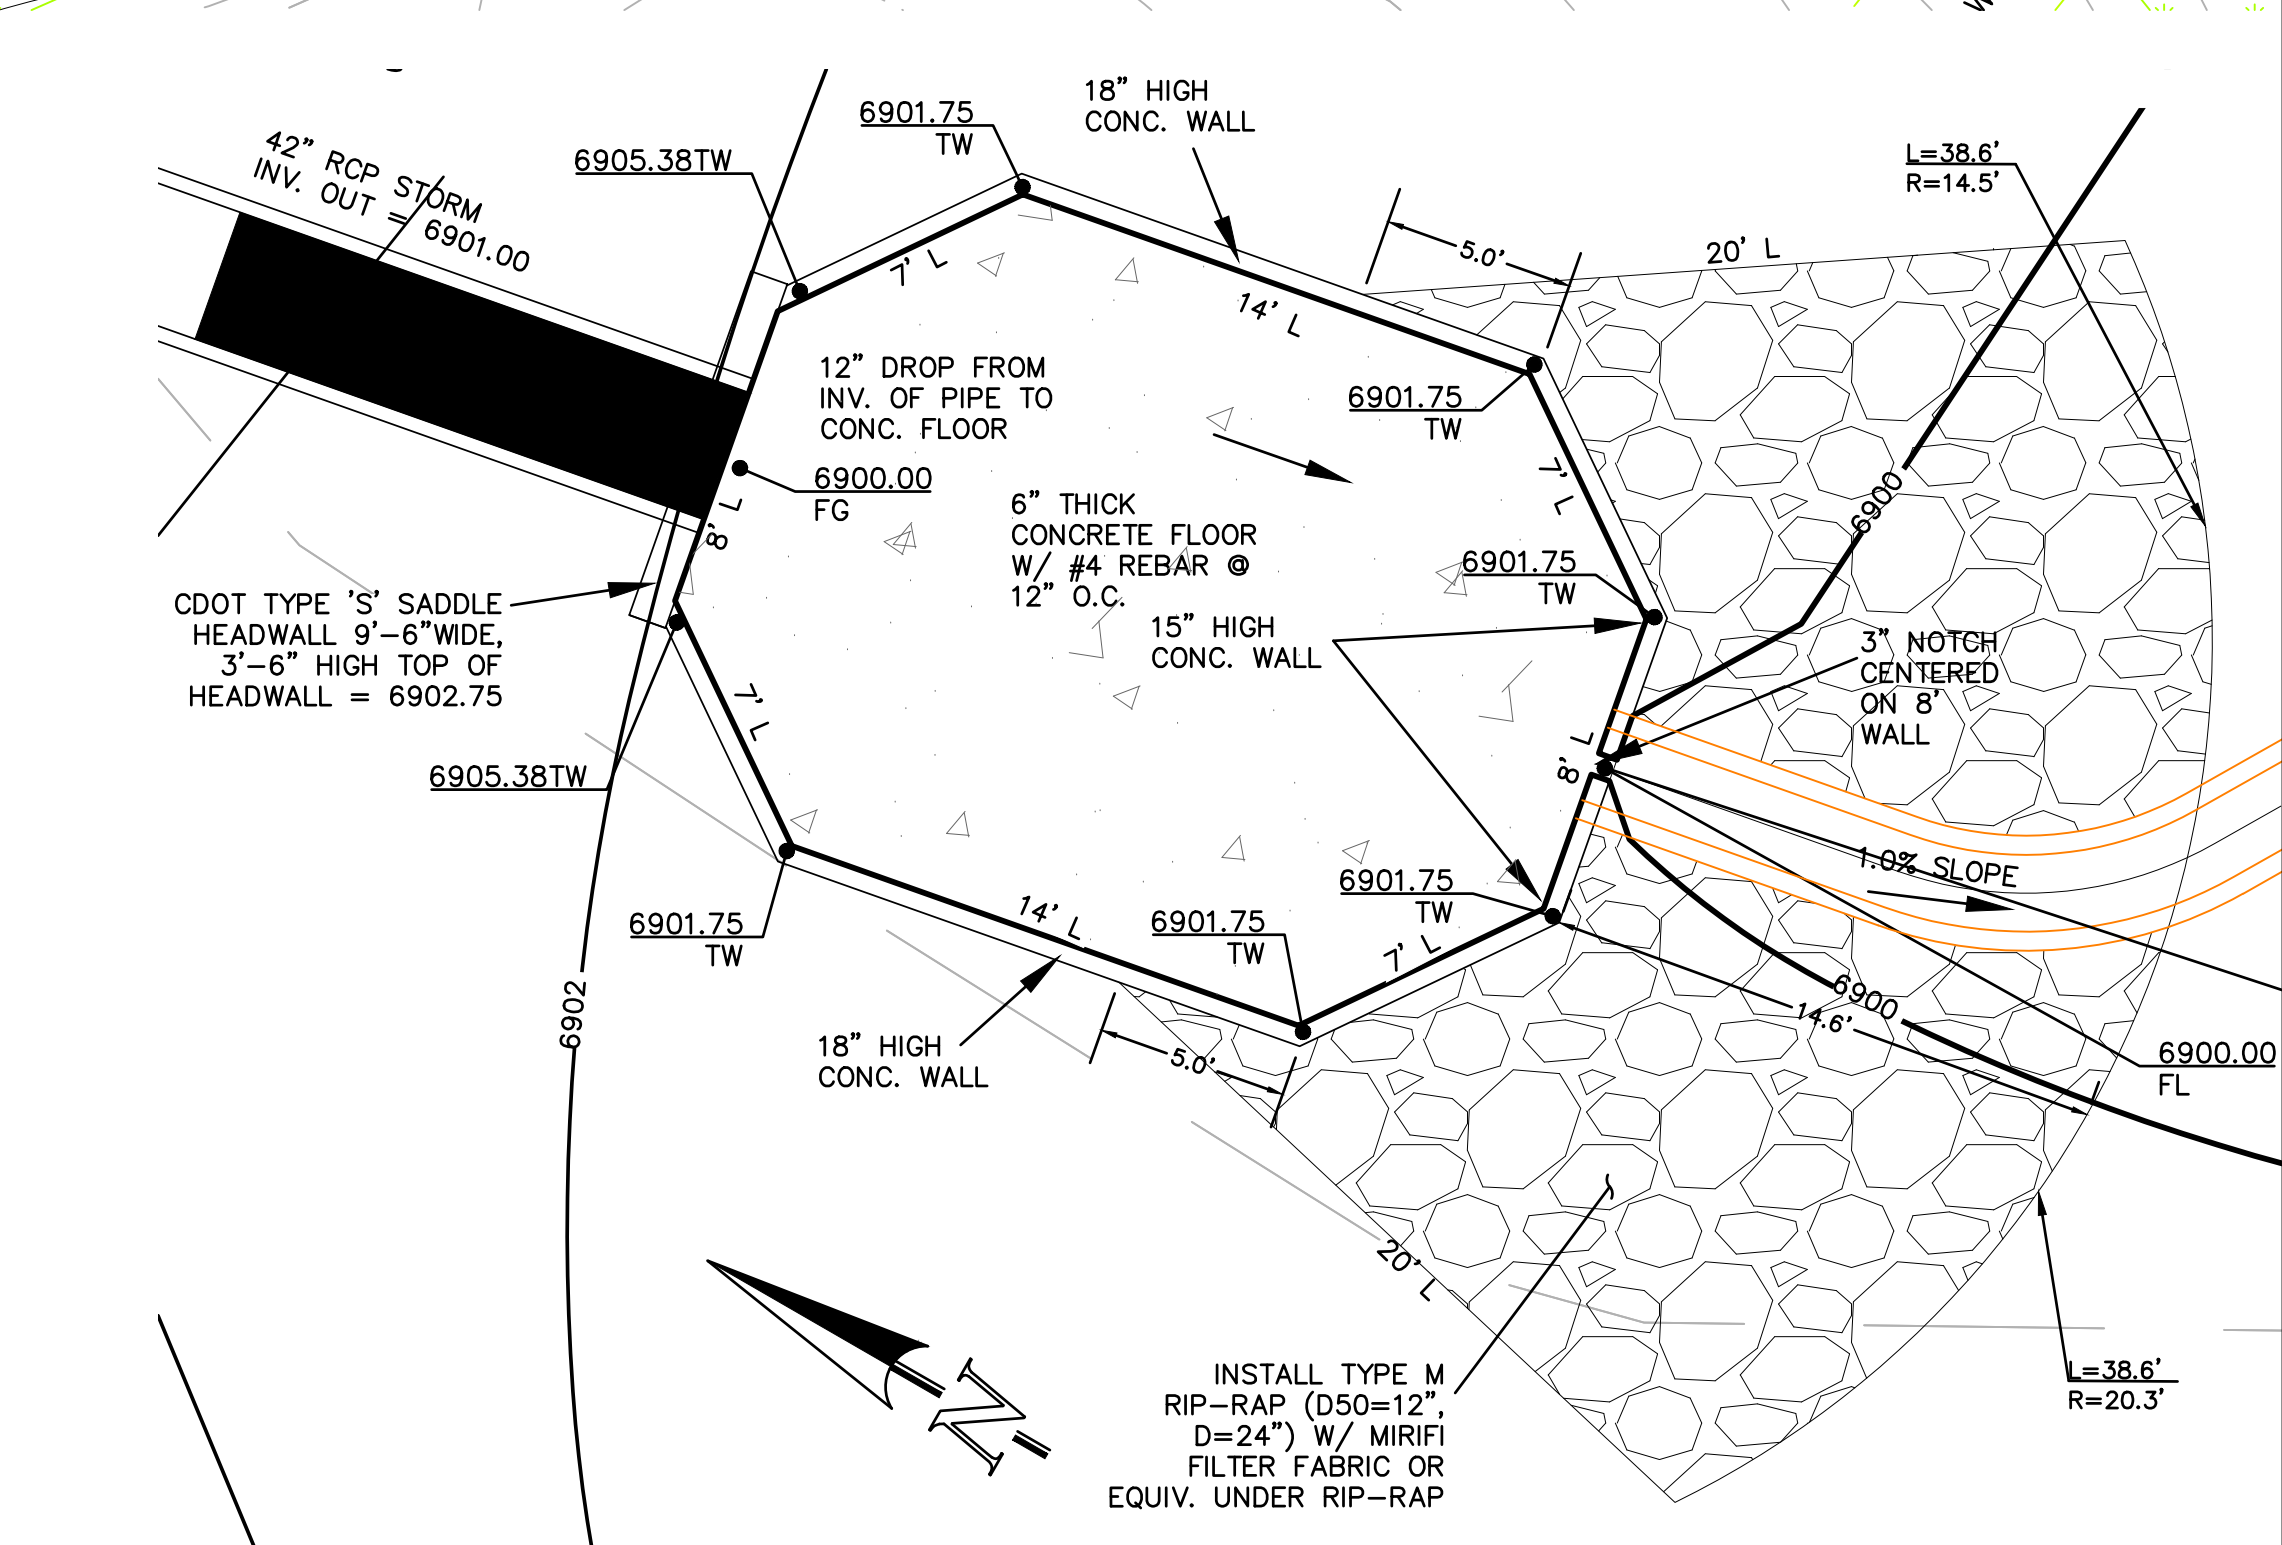 42” RCP STORM
INV. OUT = 6901.00
6905.38TW
6901.75
TW
18” HIGH
CONC. WALL
5.0’
20’ L
L=38.6’
R=14.5’
7’ L
14’ L
12” DROP FROM
INV. OF PIPE TO
CONC. FLOOR
6900.00
FG
8’ L
6901.75
TW
7’ L
6900
6” THICK
CONCRETE FLOOR
W/ #4 REBAR @
12” O.C.
6901.75
TW
CDOT TYPE 'S' SADDLE
HEADWALL 9’-6”WIDE,
3’-6” HIGH TOP OF
HEADWALL = 6902.75
15” HIGH
CONC. WALL
3” NOTCH
CENTERED
ON 8’
WALL
7’ L
8’ L
6905.38TW
1.0% SLOPE
6901.75
TW
14’ L
6901.75
TW
6901.75
TW
7’ L
6902
6900
14.6’
18” HIGH
CONC. WALL
5.0’
6900.00
FL
20’ L
N
INSTALL TYPE M
RIP-RAP (D50=12”,
D=24”) W/ MIRIFI
FILTER FABRIC OR
EQUIV. UNDER RIP-RAP
L=38.6’
R=20.3’